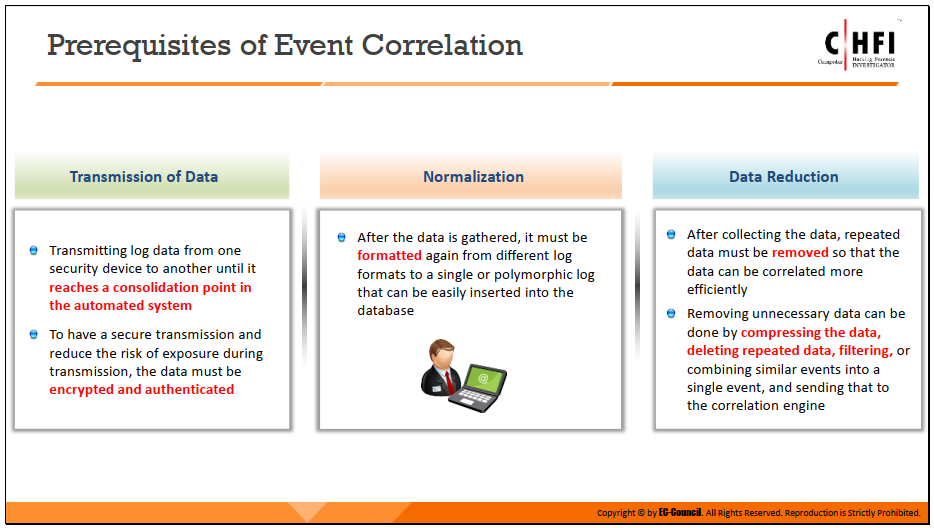 Prerequisites of Event Correlation
CHFI
Computer Hacking Forensic
INVESTIGATOR
Transmission of Data
Transmitting log data from one
security device to another until it
reaches a consolidation point in
the automated system
To have a secure transmission and
reduce the risk of exposure during
transmission, the data must be
encrypted and authenticated
Normalization
After the data is gathered, it must be
formatted again from different log
formats to a single or polymorphic log
that can be easily inserted into the
database
@
Data Reduction
After collecting the data, repeated
data must be removed so that the
data can be correlated more
efficiently
Removing unnecessary data can be
done by compressing the data,
deleting repeated data, filtering, or
combining similar events into a
single event, and sending that to
the correlation engine
Copyright © by EC-Council. All Rights Reserved. Reproduction is Strictly Prohibited.